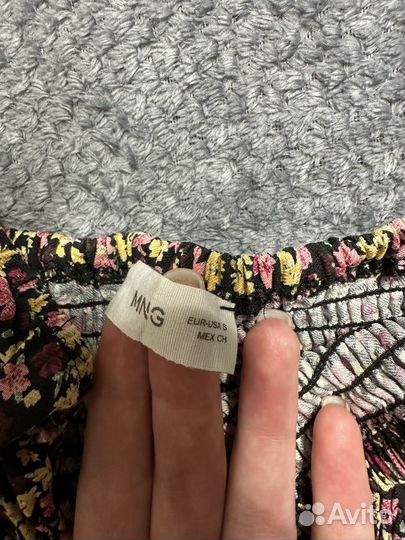 MNG
EUR-USA S
MEX CH
Avito